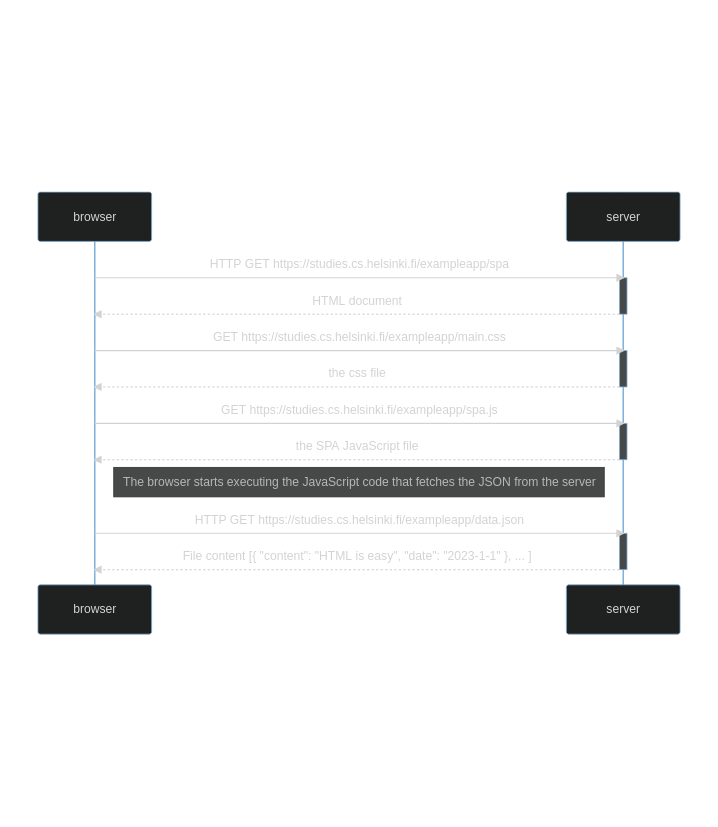 browser
server
HTTP GET https://studies.cs.helsinki.fi/exampleapp/spa
HTML document
GET https://studies.cs.helsinki.fi/exampleapp/main.css
the css file
GET https://studies.cs.helsinki.fi/exampleapp/spa.js
the SPA JavaScript file
The browser starts executing the JavaScript code that fetches the JSON from the server
HTTP GET https://studies.cs.helsinki.fi/exampleapp/data.json
File content [{ "content": "HTML is easy", "date": "2023-1-1" }, ... ]
browser
server